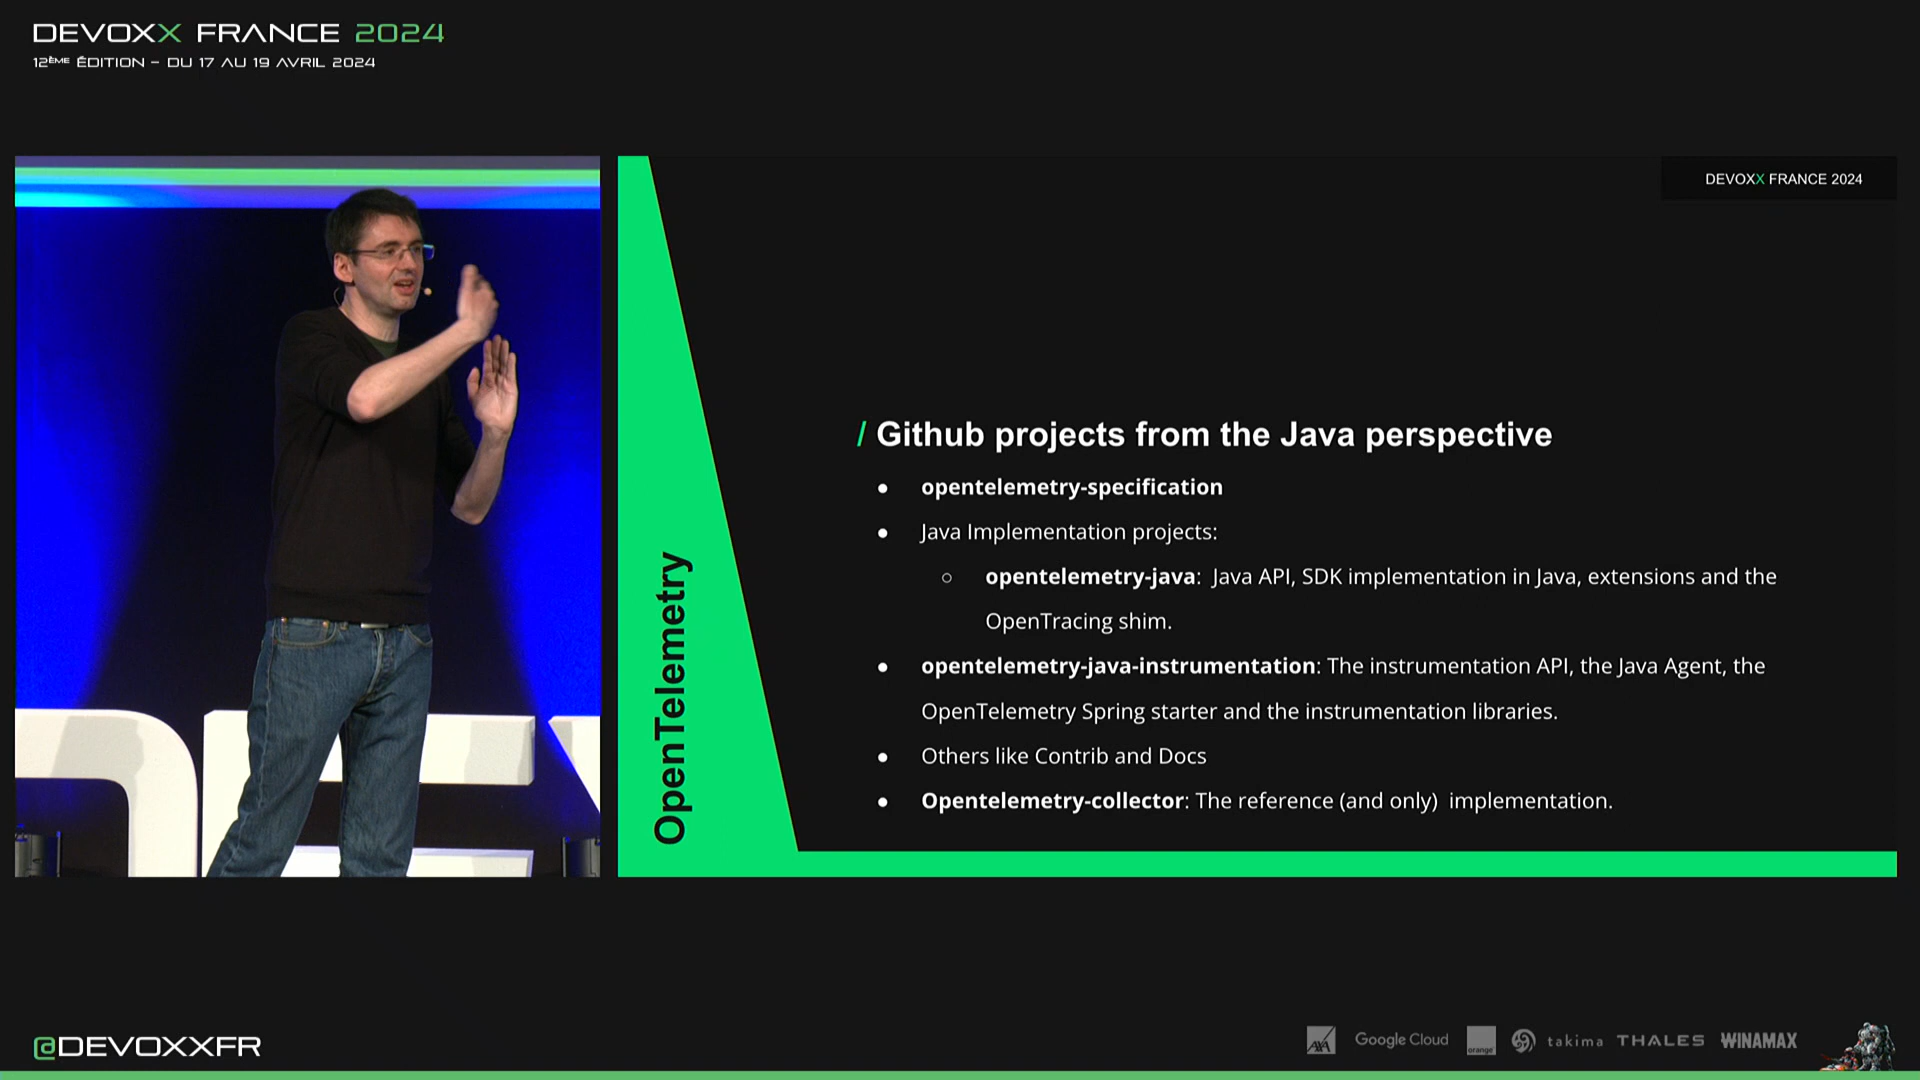 DEVOXX FRANCE 2024
12ÈME ÉDITION – DU 17 AU 19 AVRIL 2024
DEVOXX FRANCE 2024
OpenTelemetry
/ Github projects from the Java perspective
● opentelemetry-specification
● Java Implementation projects:
○ opentelemetry-java: Java API, SDK implementation in Java, extensions and the
OpenTracing shim.
● opentelemetry-java-instrumentation: The instrumentation API, the Java Agent, the
OpenTelemetry Spring starter and the instrumentation libraries.
● Others like Contrib and Docs
● Opentelemetry-collector: The reference (and only) implementation.
DE
@DEVOXXFR
AXA Google Cloud orange takima THALES WINAMAX